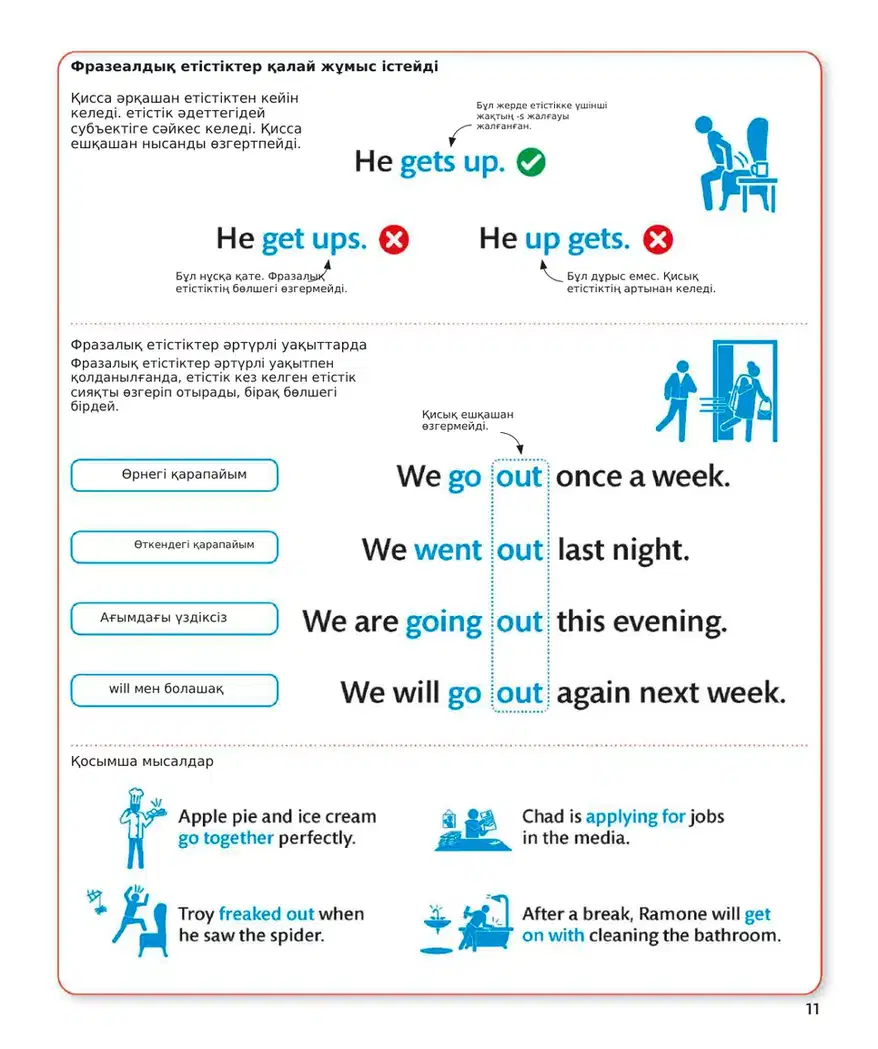 Фразеалдық етістіктер қалай жұмыс істейді
Қисса әрқашан етістіктен кейін
келеді. етістік әдеттегідей
субъектіге сәйкес келеді. Қисса
ешқашан нысанды өзгертпейді.
Бұл жерде етістікке үшінші
жақтың -s жалғауы
жалғанған.
He gets up.
He get ups.
He up gets.
Бұл нұсқа қате. Фразалық
етістіктің бөлшегі өзгермейді.
Бұл дұрыс емес. Қисық
етістіктің артынан келеді.
Фразалық етістіктер әртүрлі уақыттарда
Фразалық етістіктер әртүрлі уақытпен
қолданылғанда, етістік кез келген етістік
сияқты өзгеріп отырады, бірақ бөлшегі
бірдей.
Қисық ешқашан
өзгермейді.
Өрнегі қарапайым
We go out once a week.
Өткендегі қарапайым
We went out last night.
Ағымдағы үздіксіз
We are going out this evening.
will мен болашақ
We will go out again next week.
Қосымша мысалдар
Apple pie and ice cream
go together perfectly.
Chad is applying for jobs
in the media.
Troy freaked out when
he saw the spider.
After a break, Ramone will get
on with cleaning the bathroom.
11